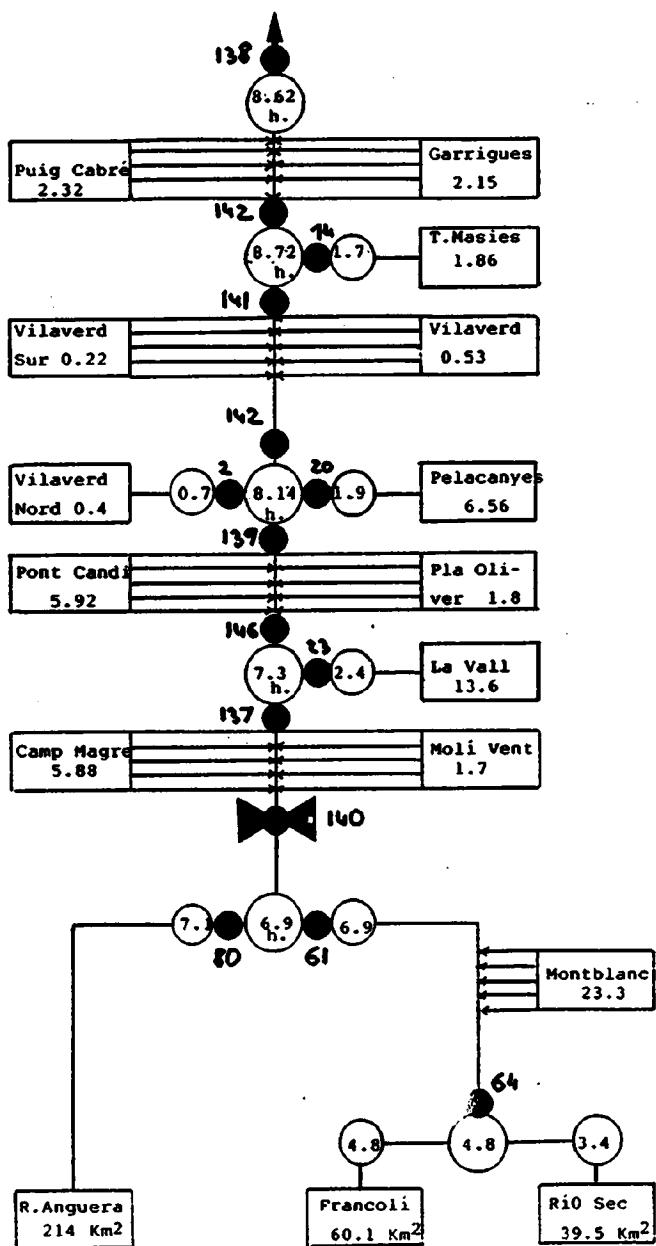 138
8.62
h.
Puig Cabré
2.32
Garrigues
2.15
142
14
8.72
h.
1.7
T.Masies
1.86
141
Vilaverd
Sur 0.22
Vilaverd
0.53
142
Vilaverd
Nord 0.4
0.7
2
8.14
h.
20
1.9
Pelacanyes
6.56
139
Pont Candi
5.92
Pla Oli-
ver 1.8
146
7.3
h.
23
2.4
La Vall
13.6
137
Camp Magre
5.88
Moli Vent
1.7
140
7.1
80
6.9
h.
61
6.9
Montblanc
23.3
64
4.8
4.8
3.4
R.Anguera
214 Km2
Francolí
60.1 Km2
Rio Sec
39.5 Km2